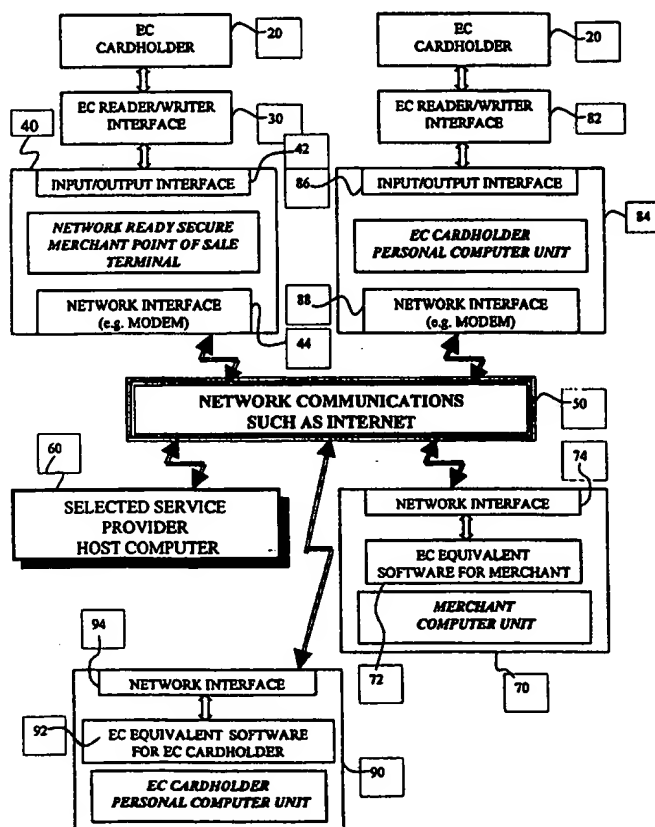 EC
CARDHOLDER
20
EC
CARDHOLDER
20
EC READER/WRITER
INTERFACE
30
EC READER/WRITER
INTERFACE
82
40
42
INPUT/OUTPUT INTERFACE
86
INPUT/OUTPUT INTERFACE
84
NETWORK READY SECURE
MERCHANT POINT OF SALE
TERMINAL
EC CARDHOLDER
PERSONAL COMPUTER UNIT
NETWORK INTERFACE
(e.g. MODEM)
44
88
NETWORK INTERFACE
(e.g. MODEM)
NETWORK COMMUNICATIONS
SUCH AS INTERNET
50
60
SELECTED SERVICE
PROVIDER
HOST COMPUTER
74
NETWORK INTERFACE
EC EQUIVALENT
SOFTWARE FOR MERCHANT
MERCHANT
COMPUTER UNIT
72
70
94
NETWORK INTERFACE
92
EC EQUIVALENT SOFTWARE
FOR EC CARDHOLDER
90
EC CARDHOLDER
PERSONAL COMPUTER UNIT